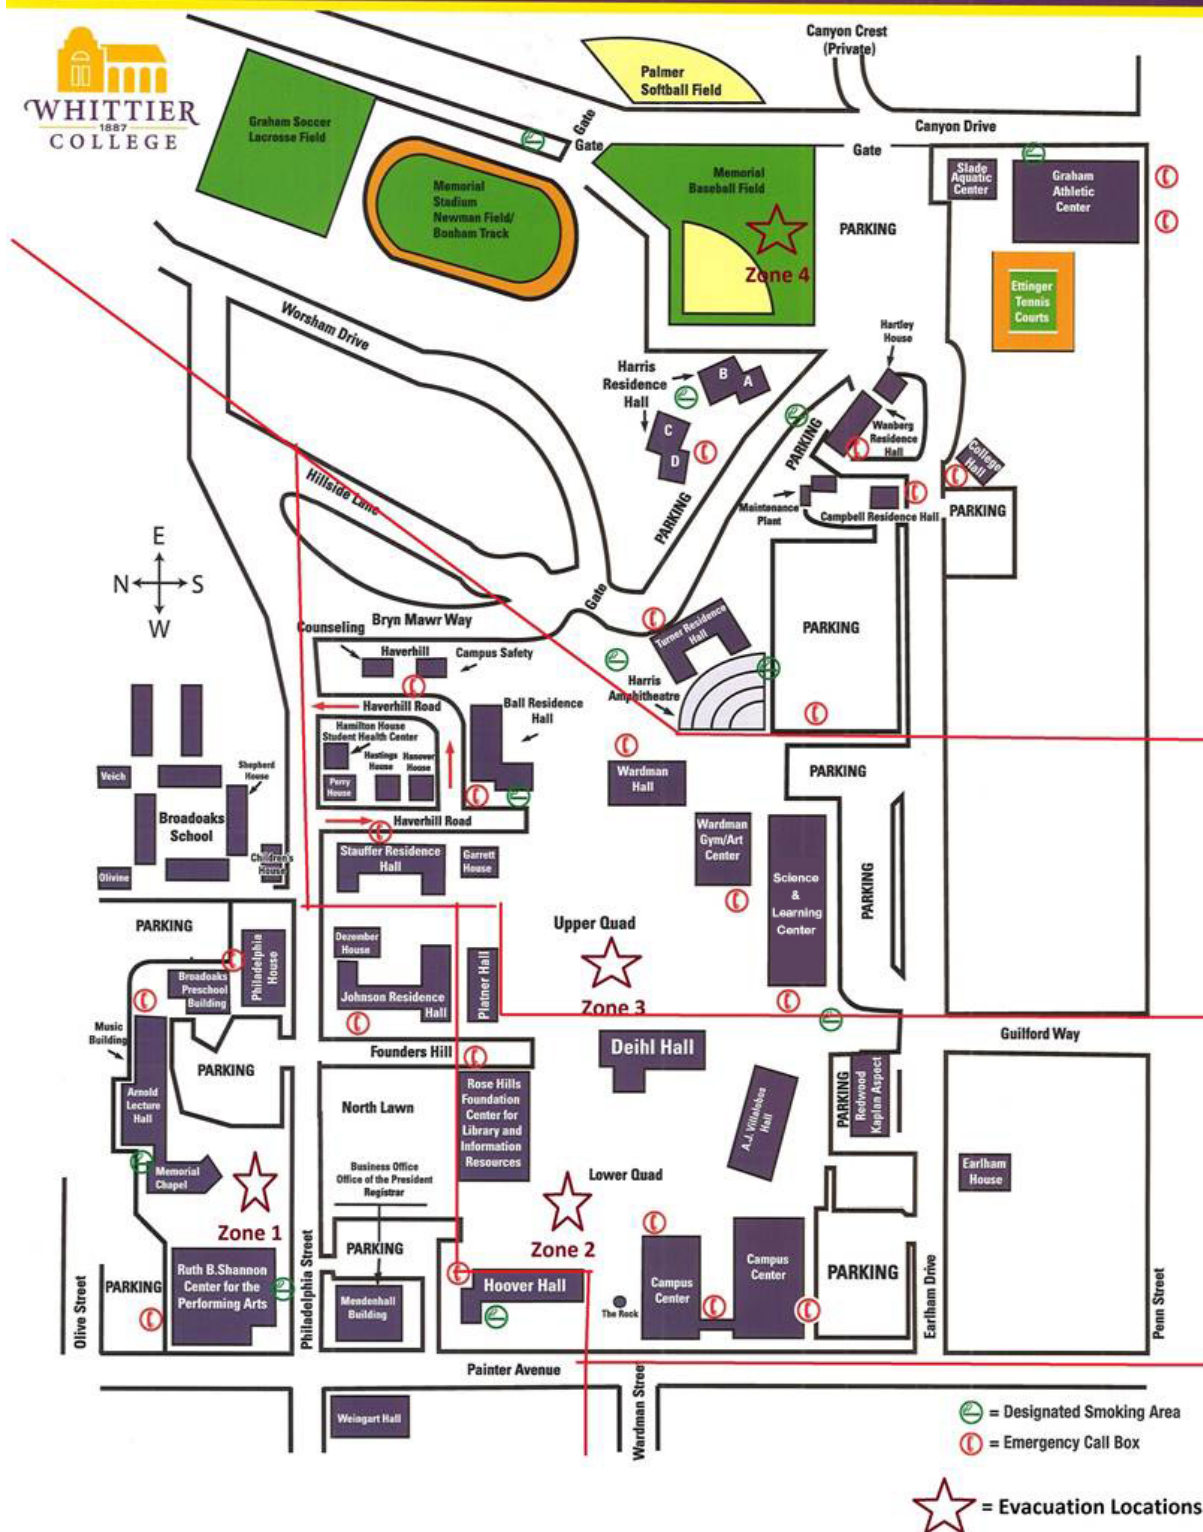 WHITTIER
1887
COLLEGE
Canyon Crest
(Private)
Palmer
Softball Field
Graham Soccer
Lacrosse Field
Gate
Gate
Canyon Drive
Gate
Memorial
Stadium
Newman Field/
Bonham Track
Memorial
Baseball Field
Slade
Aquatic
Center
Graham
Athletic
Center
PARKING
Zone 4
Ettinger
Tennis
Courts
Worsham Drive
Hartley
House
Harris
Residence
Hall
B
A
C
D
Wanberg
Residence
Hall
PARKING
College
Hall
Hillside Lane
PARKING
Maintenance
Plant
Campbell Residence Hall
PARKING
E
N
S
W
Gate
Bryn Mawr Way
Counseling
Haverhill
Campus Safety
Turner Residence
Hall
PARKING
Harris
Amphitheatre
Haverhill Road
Ball Residence
Hall
Hamilton House
Student Health Center
Hastings
House
Hanover
House
Perry
House
Wardman
Hall
PARKING
Shepherd
House
Veich
Broadoaks
School
Haverhill Road
Wardman
Gym/Art
Center
Stauffer Residence
Hall
Garrett
House
Children's
House
Olivine
Science
&
Learning
Center
PARKING
PARKING
Dezember
House
Upper Quad
Philadelphia
House
Platner Hall
Broadoaks
Preschool
Building
Johnson Residence
Hall
Zone 3
Music
Building
Founders Hill
Deihl Hall
Guilford Way
PARKING
Arnold
Lecture
Hall
North Lawn
Rose Hills
Foundation
Center for
Library and
Information
Resources
A.J. Villalobos
Hall
PARKING
Redwood
Kaplan Aspect
Memorial
Chapel
Business Office
Office of the President
Registrar
Lower Quad
Earlham
House
Zone 1
Zone 2
PARKING
Philadelphia Street
Olive Street
PARKING
Ruth B.Shannon
Center for the
Performing Arts
Mendenhall
Building
Hoover Hall
The Rock
Campus
Center
Campus
Center
PARKING
Earlham Drive
Penn Street
Painter Avenue
Wardman Street
Weingart Hall
= Designated Smoking Area
= Emergency Call Box
= Evacuation Locations